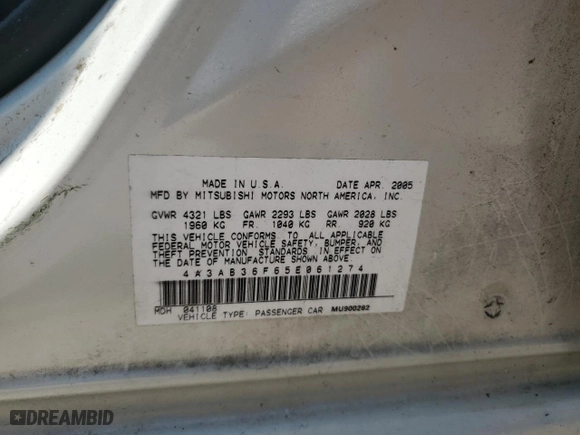 MADE IN U.S.A. DATE APR. 2005
MFD BY MITSUBISHI MOTORS NORTH AMERICA, INC.
GVWR 4321 LBS GAWR 2293 LBS GAWR 2028 LBS
1960 KG FR. 1040 KG RR. 920 KG
THIS VEHICLE CONFORMS TO ALL APPLICABLE
FEDERAL MOTOR VEHICLE SAFETY, BUMPER, AND
THEFT PREVENTION STANDARDS IN EFFECT ON
THE DATE OF MANUFACTURE SHOWN ABOVE.
4A3AB36F65E061274
MDH 041108 MU900282
VEHICLE TYPE: PASSENGER CAR
DREAMBID